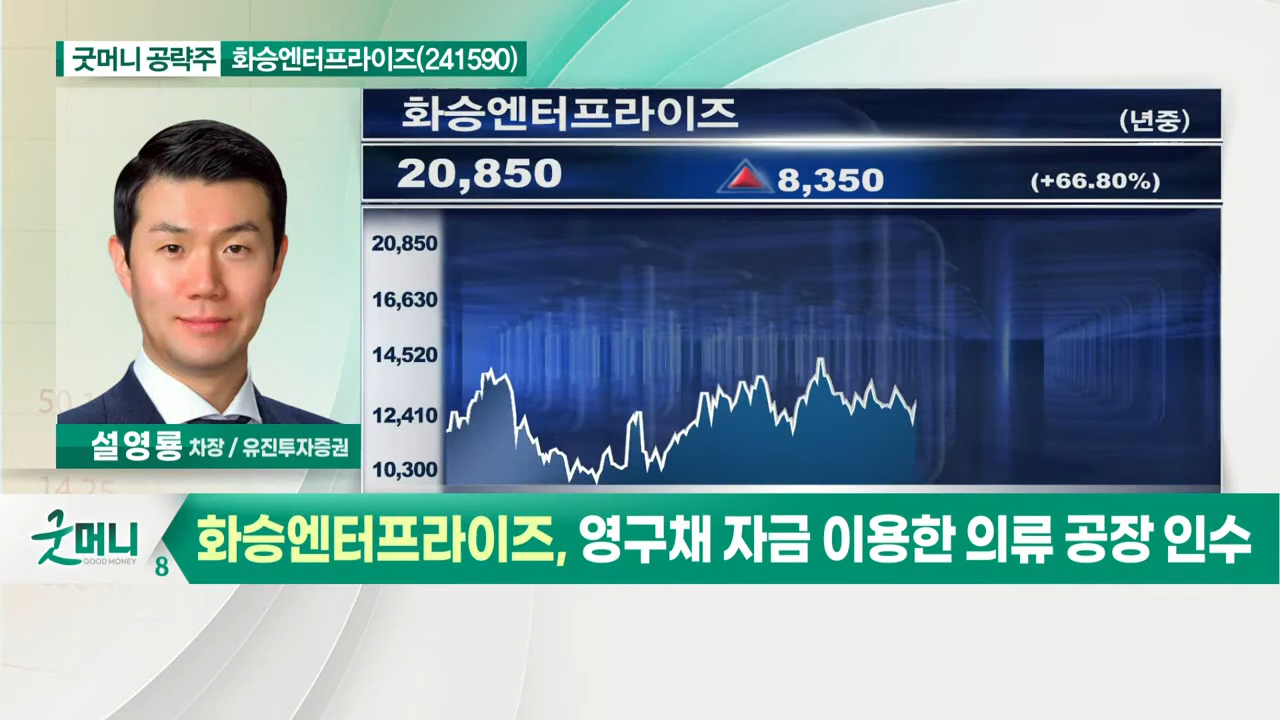 굿머니 공략주 화승엔터프라이즈(241590)
화승엔터프라이즈 (년중)
20,850 8,350 (+66.80%)
20,850
16,630
14,520
12,410
10,300
50.1
14.25
설영룡 차장 / 유진투자증권
굿머니
GOOD MONEY
8
화승엔터프라이즈, 영구채 자금 이용한 의류 공장 인수